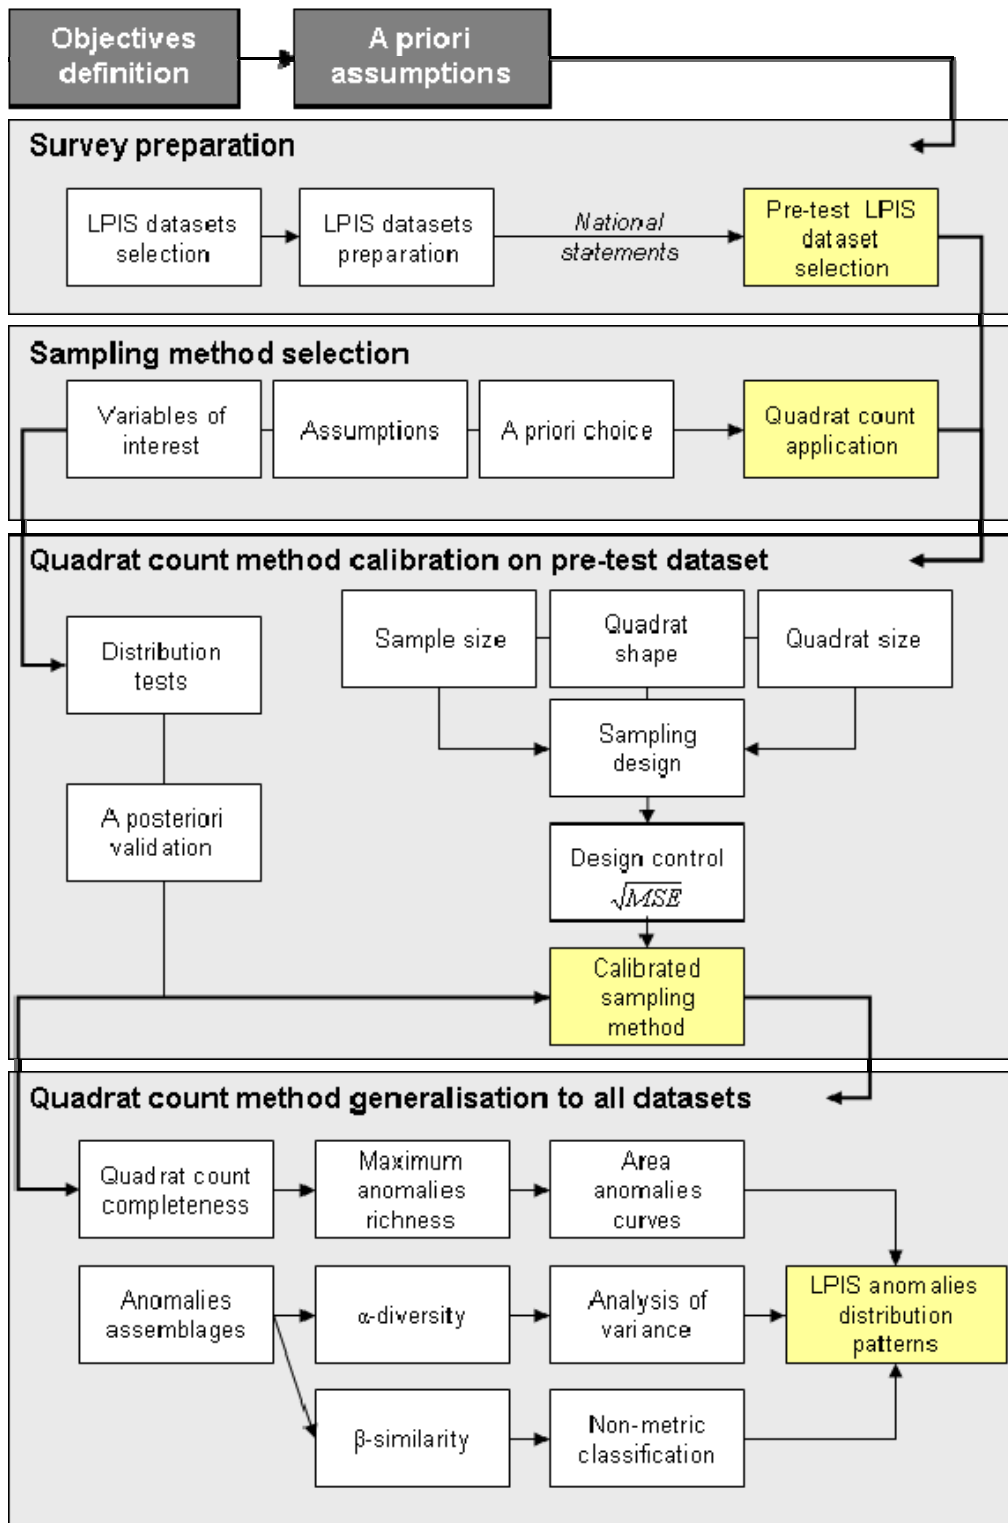 Objectives
definition
A priori
assumptions
Survey preparation
LPIS datasets
selection
LPIS datasets
preparation
National
statements
Pre-test LPIS
dataset
selection
Sampling method selection
Variables of
interest
Assumptions
A priori choice
Quadrat count
application
Quadrat count method calibration on pre-test dataset
Distribution
tests
Sample size
Quadrat
shape
Quadrat size
Sampling
design
A posteriori
validation
Design control
√MSE
Calibrated
sampling
method
Quadrat count method generalisation to all datasets
Quadrat count
completeness
Maximum
anomalies
richness
Area
anomalies
curves
Anomalies
assemblages
α-diversity
Analysis of
variance
LPIS anomalies
distribution
patterns
β-similarity
Non-metric
classification